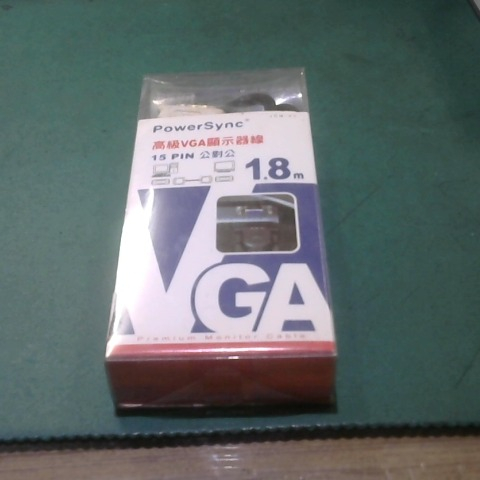 PowerSync®
高級VGA顯示器線
15 PIN 公對公
1.8m
VGA
Premium Monitor Cable